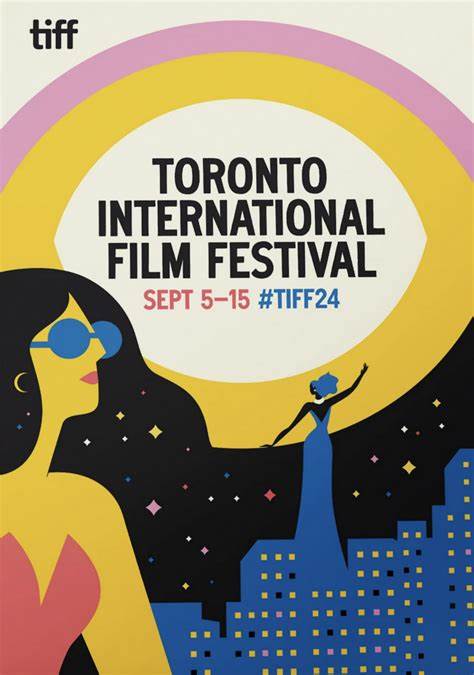 tiff
TORONTO
INTERNATIONAL
FILM FESTIVAL
SEPT 5–15 #TIFF24